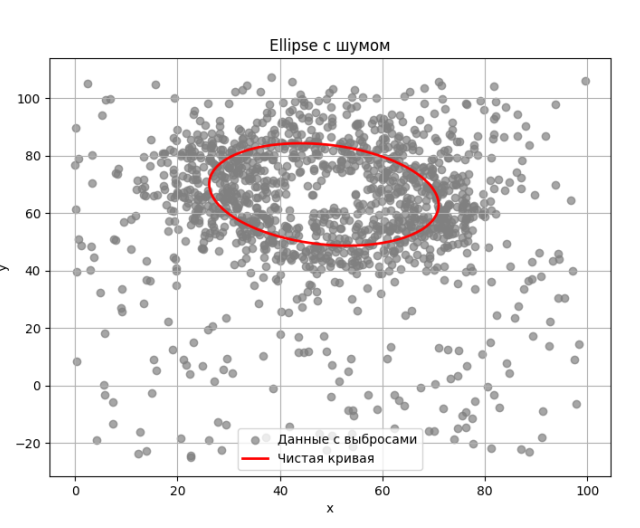 Ellipse с шумом
100
80
60
40
20
0
−20
y
Данные с выбросами
Чистая кривая
0 20 40 60 80 100
x